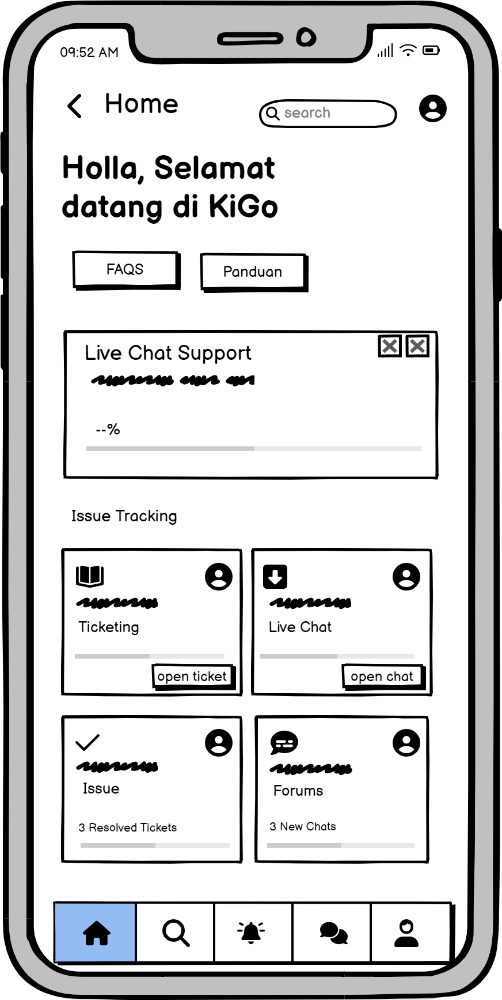 09:52 AM
Home
search
Holla, Selamat
datang di KiGo
FAQS
Panduan
Live Chat Support
--%
Issue Tracking
Ticketing
open ticket
Live Chat
open chat
Issue
3 Resolved Tickets
Forums
3 New Chats